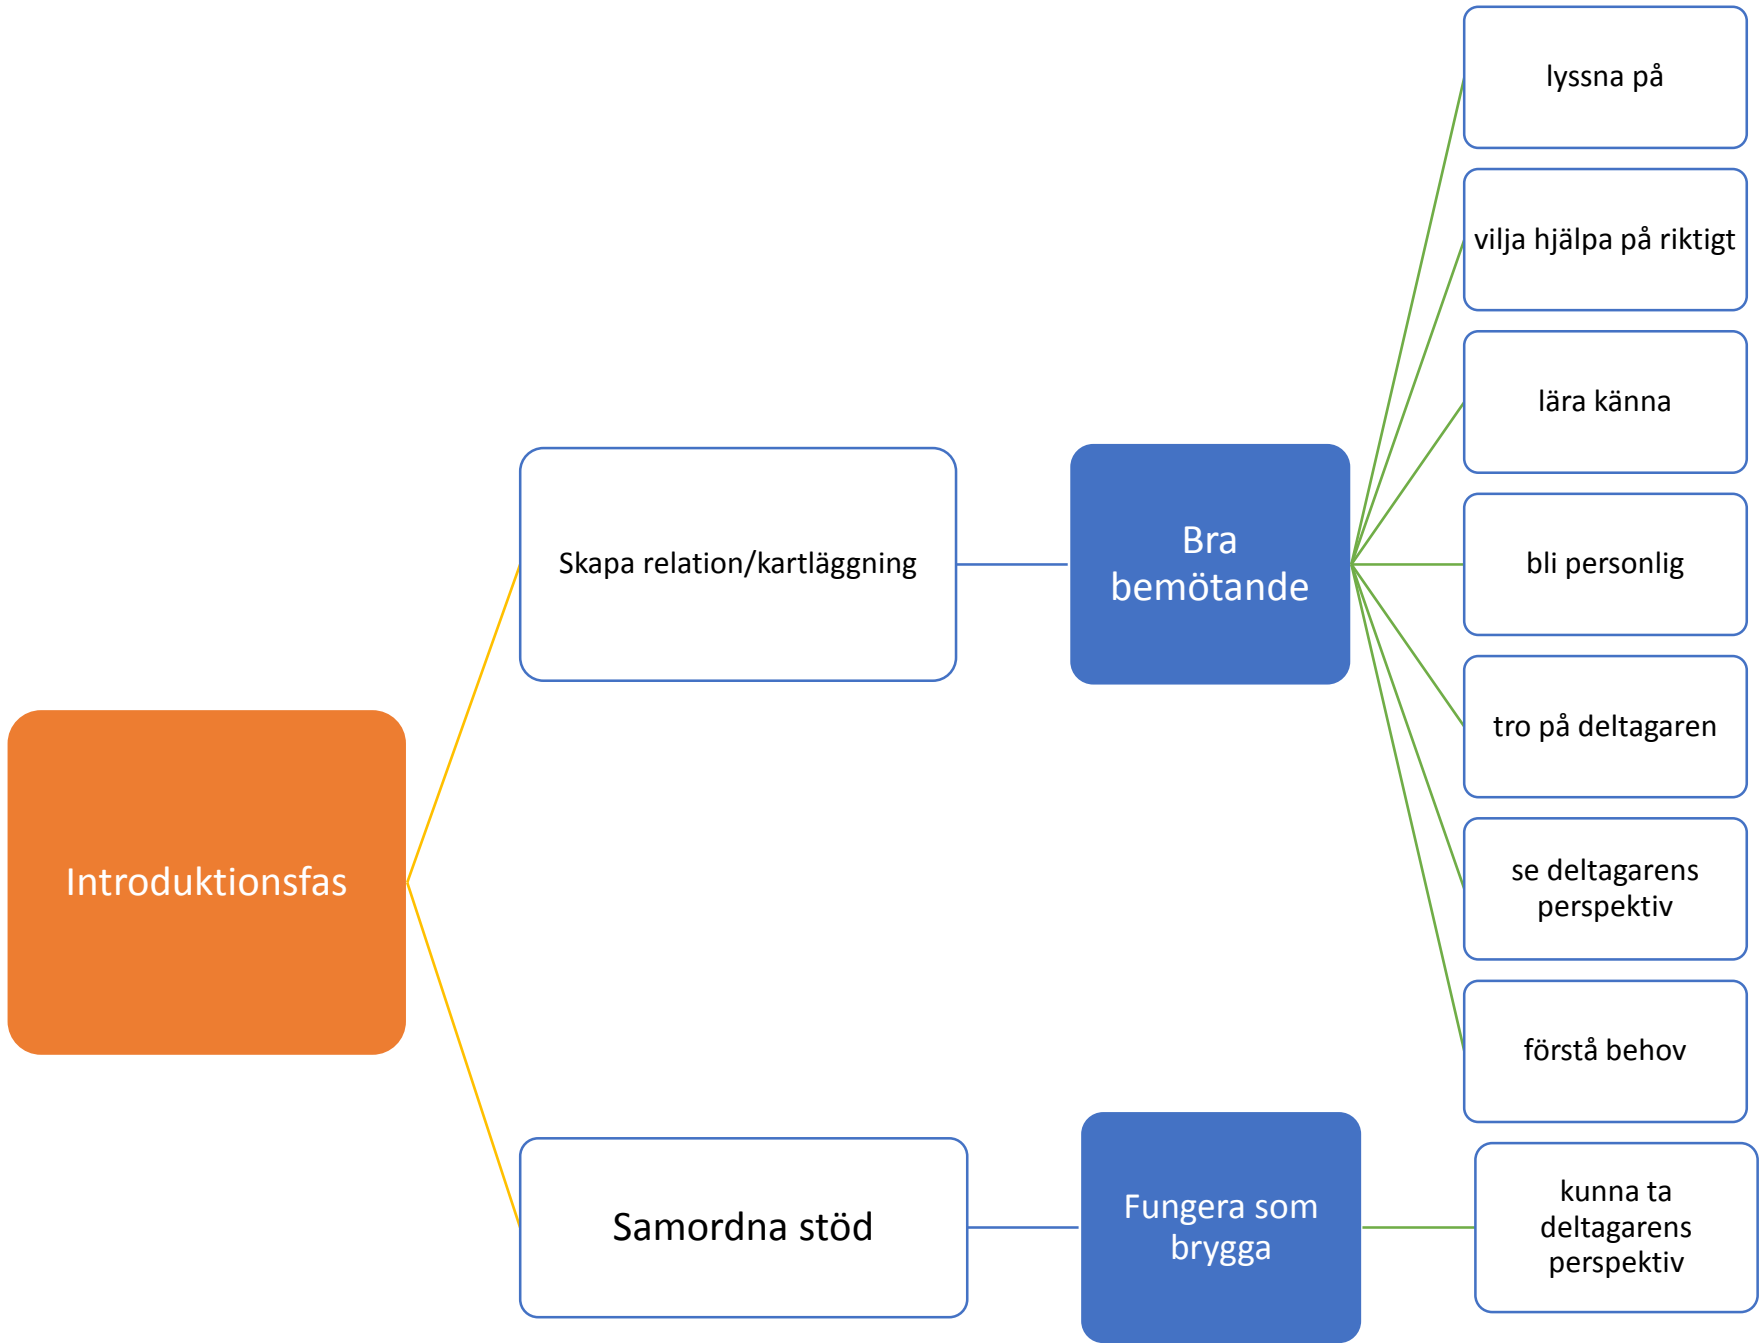 Introduktionsfas
Skapa relation/kartläggning
Bra
bemötande
lyssna på
vilja hjälpa på riktigt
lära känna
bli personlig
tro på deltagaren
se deltagarens
perspektiv
förstå behov
Samordna stöd
Fungera som
brygga
kunna ta
deltagarens
perspektiv